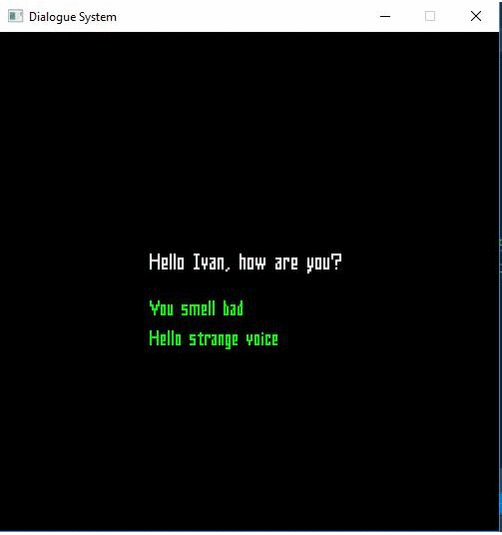 Dialogue System
Hello Ivan, how are you?
You smell bad
Hello strange voice